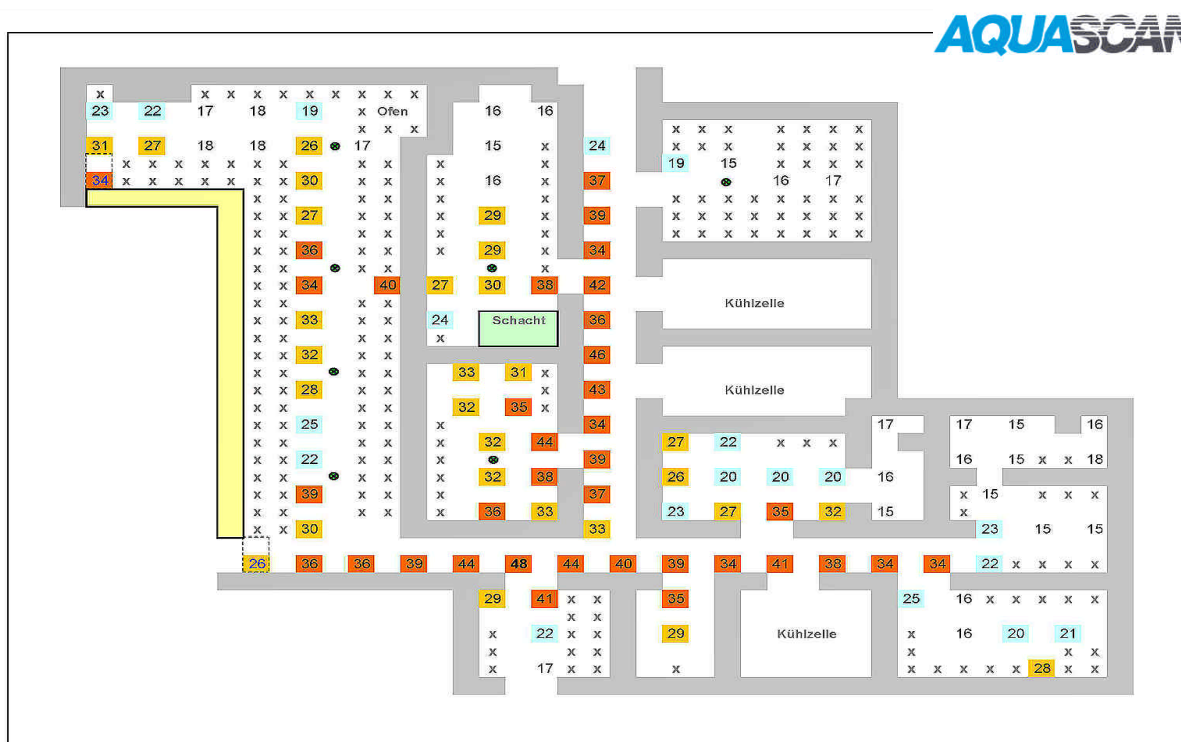 AQUASCAN
x x x x x x x x x x
23 22 17 18 19 x Ofen 16 16
x x x x x x x x x x
31 27 18 18 26 17 15 x 24 x x x x x x x
x x x x x x x x x 19 15 x x x x
34 x x x x x x x x 16 x 37 16 17
x x x x x x x x x x x x x x
x x 27 x x x 29 x 39 x x x x x x x x
x x x x x x x x x x x x x x
x x 36 x x x 29 x 34
x x x x x
x x 34 40 27 30 38 42
x x x x Kühlzelle
x x 33 x x 24 Schacht 36
x x x x x
x x 32 x x 46
x x x x 33 31 x
x x 28 x x x 43 Kühlzelle
x x x x 32 35 x
x x 25 x x x 34 17 17 15 16
x x x x x 32 44 27 22 x x x
x x 22 x x x 39 16 15 x x 18
x x x x x 32 38 26 20 20 20 16
x x 39 x x x 37 x 15 x x x
x x x x x 36 33 23 27 35 32 15 x
x x 30 33 23 15 15
26 36 36 39 44 48 44 40 39 34 41 38 34 34 22 x x x x
29 41 x x 35 25 16 x x x x x
x x
x 22 x x 29 Kühlzelle x 16 20 21
x x x x x x
x 17 x x x x x x x x 28 x x